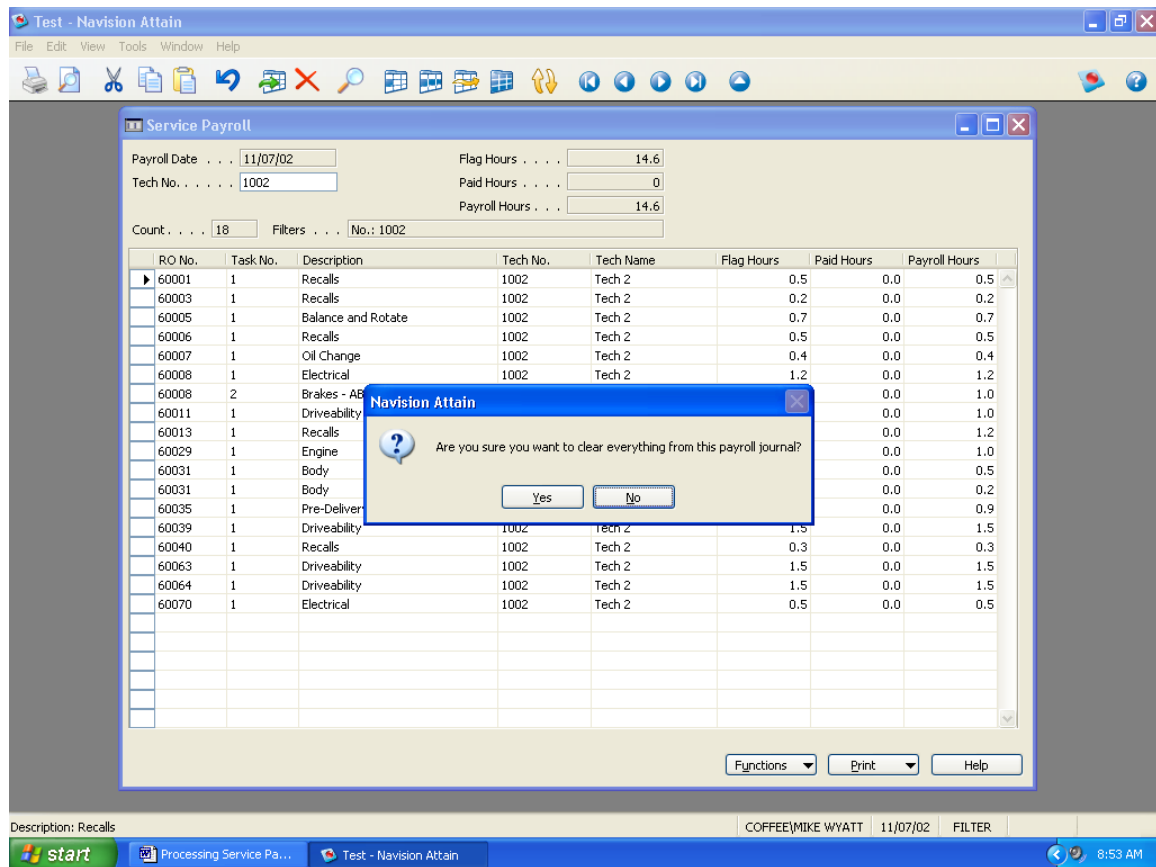 Test - Navision Attain
File Edit View Tools Window Help
Service Payroll
Payroll Date . . . 11/07/02 Flag Hours . . . . 14.6
Tech No. . . . . . 1002 Paid Hours . . . . 0
Payroll Hours . . . 14.6
Count . . . . 18 Filters . . . No.: 1002
RO No. Task No. Description Tech No. Tech Name Flag Hours Paid Hours Payroll Hours
60001 1 Recalls 1002 Tech 2 0.5 0.0 0.5
60003 1 Recalls 1002 Tech 2 0.2 0.0 0.2
60005 1 Balance and Rotate 1002 Tech 2 0.7 0.0 0.7
60006 1 Recalls 1002 Tech 2 0.5 0.0 0.5
60007 1 Oil Change 1002 Tech 2 0.4 0.0 0.4
60008 1 Electrical 1002 Tech 2 1.2 0.0 1.2
60008 2 Brakes - AB 0.0 1.0
60011 1 Driveability 0.0 1.0
60013 1 Recalls 0.0 1.2
60029 1 Engine 0.0 1.0
60031 1 Body 0.0 0.5
60031 1 Body 0.0 0.2
60035 1 Pre-Delivery 0.0 0.9
60039 1 Driveability 1002 Tech 2 1.5 0.0 1.5
60040 1 Recalls 1002 Tech 2 0.3 0.0 0.3
60063 1 Driveability 1002 Tech 2 1.5 0.0 1.5
60064 1 Driveability 1002 Tech 2 1.5 0.0 1.5
60070 1 Electrical 1002 Tech 2 0.5 0.0 0.5
Navision Attain
Are you sure you want to clear everything from this payroll journal?
Yes No
Functions Print Help
Description: Recalls COFFEE\MIKE WYATT 11/07/02 FILTER
start Processing Service Pa... Test - Navision Attain 8:53 AM